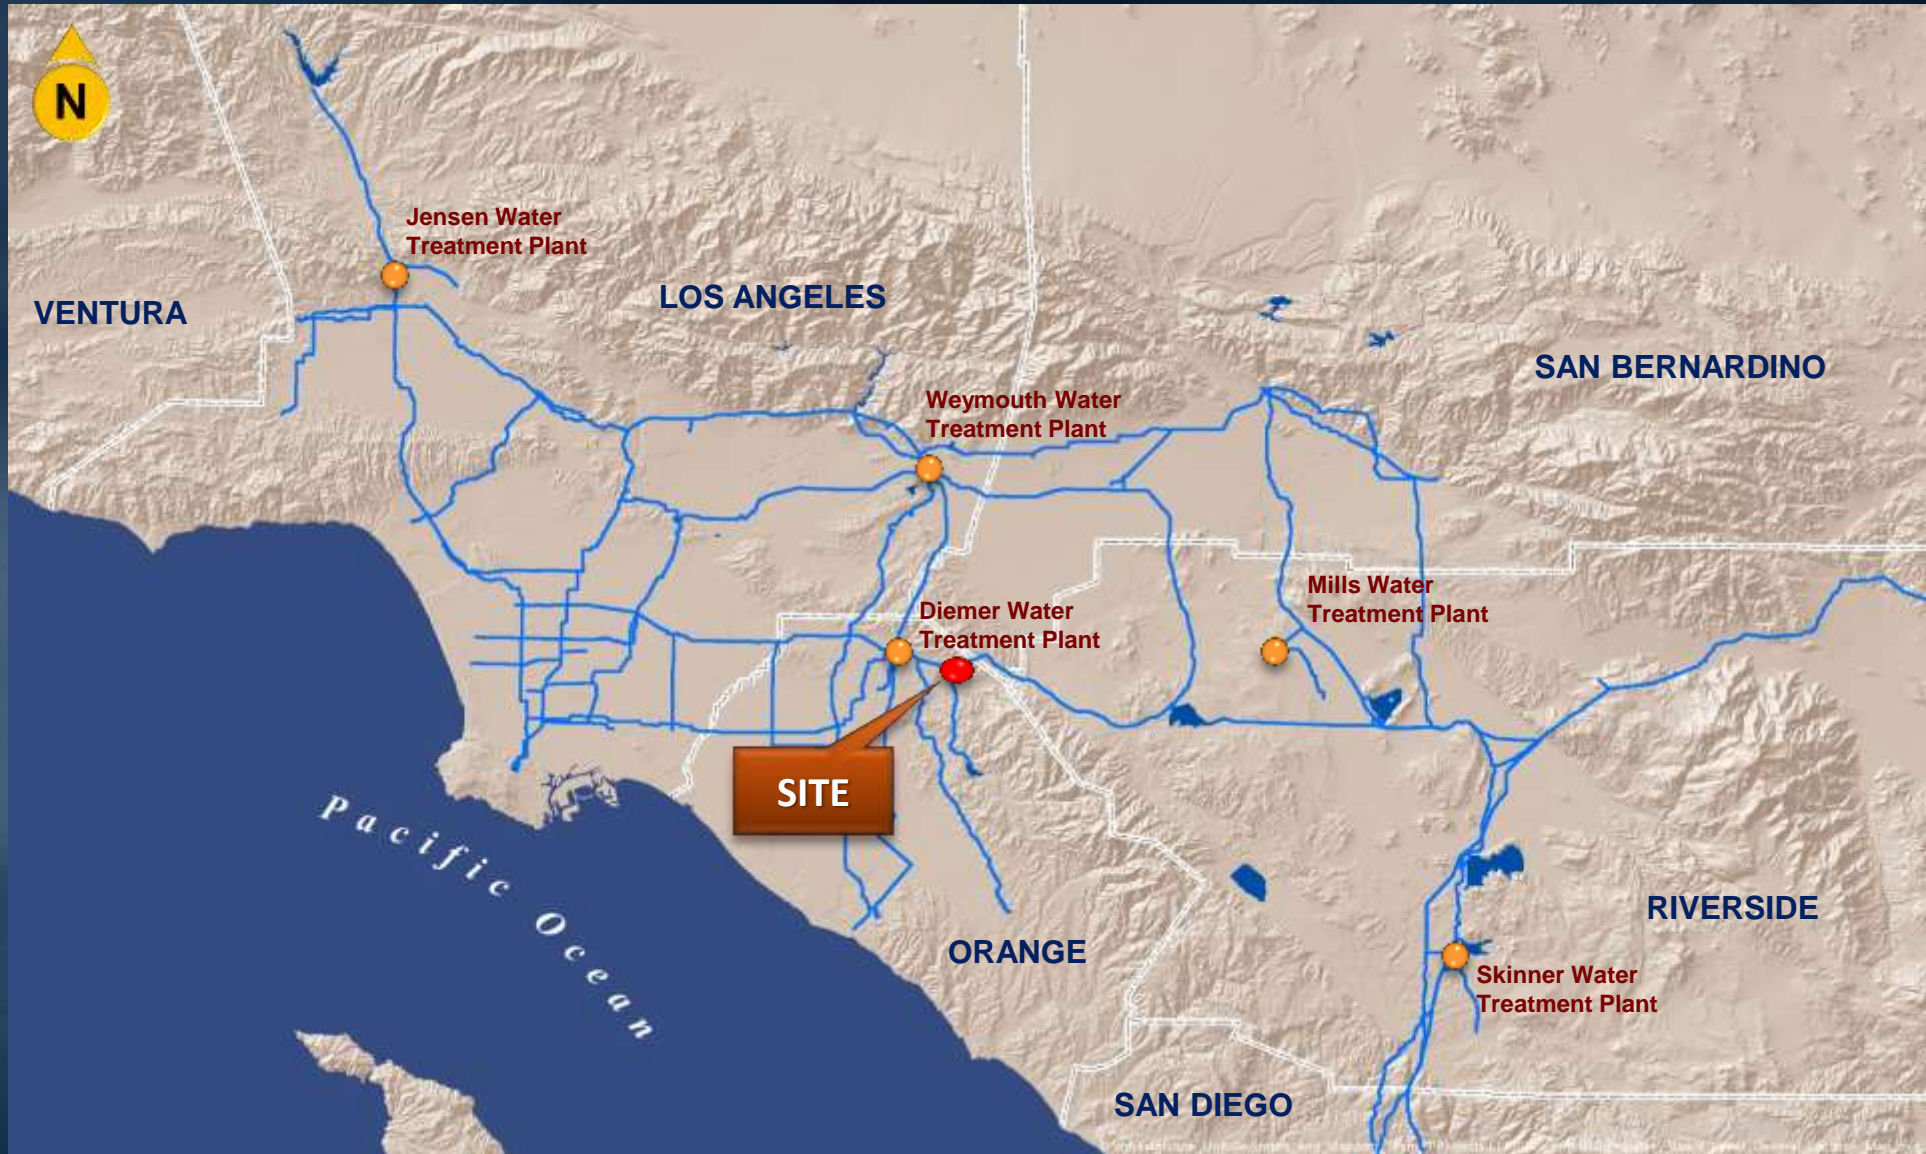 N
Jensen Water
Treatment Plant
VENTURA
LOS ANGELES
SAN BERNARDINO
Weymouth Water
Treatment Plant
Mills Water
Treatment Plant
Diemer Water
Treatment Plant
SITE
Pacific Ocean
RIVERSIDE
ORANGE
Skinner Water
Treatment Plant
SAN DIEGO